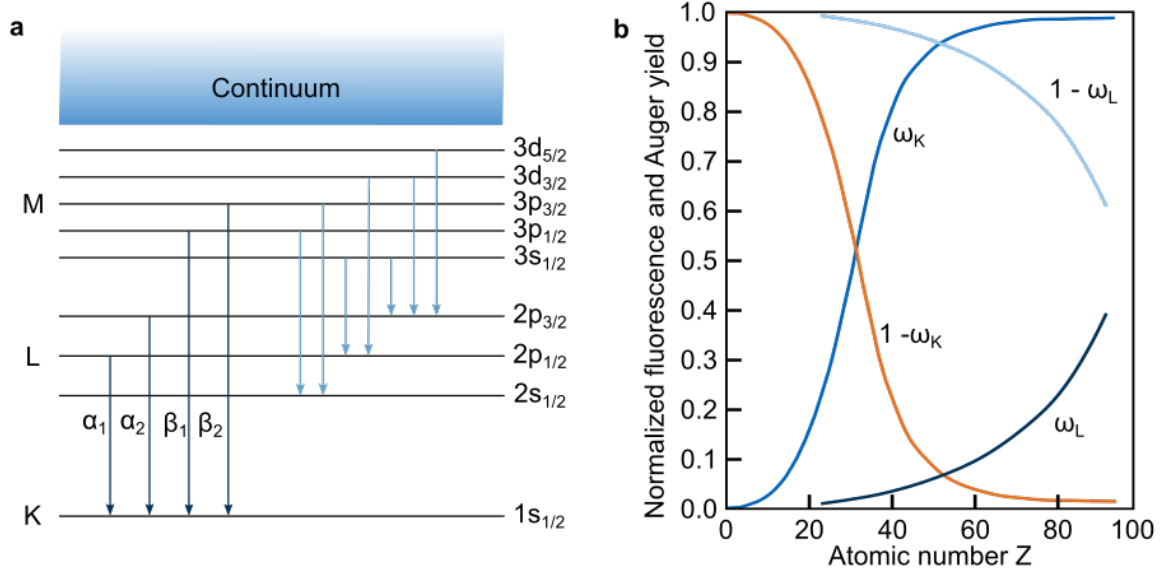 a
Continuum
3d5/2
3d3/2
M 3p3/2
3p1/2
3s1/2
2p3/2
L 2p1/2
2s1/2
α1 α2 β1 β2
K 1s1/2
b
Normalized fluorescence and Auger yield
1.0
0.9
0.8
0.7
0.6
0.5
0.4
0.3
0.2
0.1
0.0
1 - ωL
ωK
1 -ωK
ωL
0 20 40 60 80 100
Atomic number Z